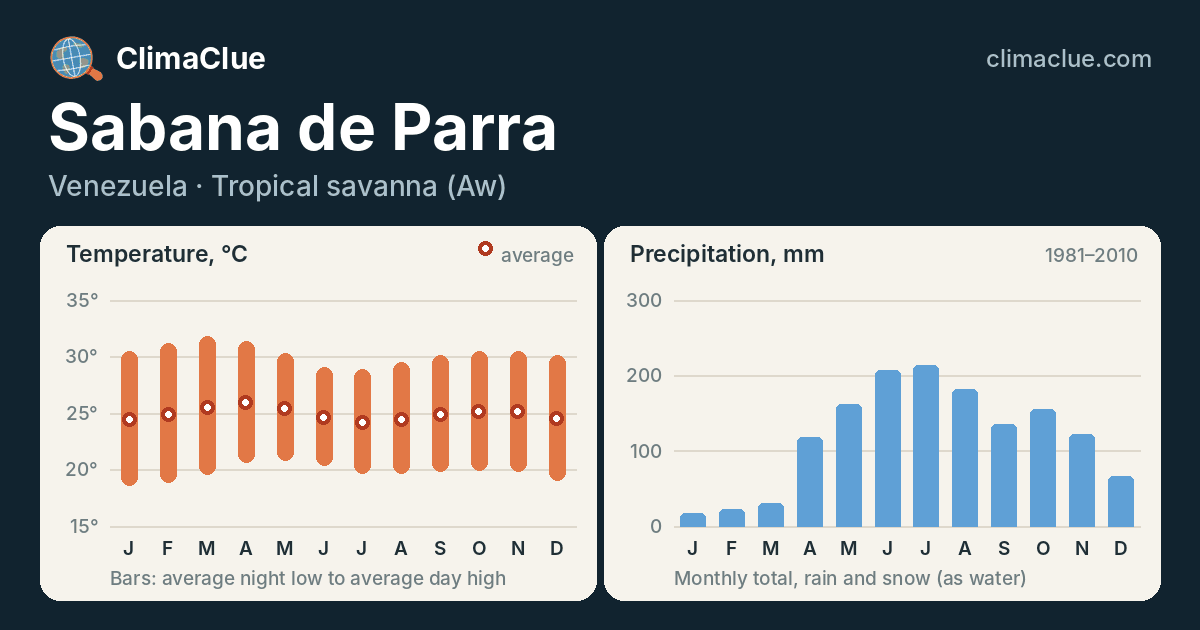 ClimaClue
climaclue.com
Sabana de Parra
Venezuela · Tropical savanna (Aw)
Temperature, °C
average
35°
30°
25°
20°
15°
J F M A M J J A S O N D
Bars: average night low to average day high
Precipitation, mm
1981–2010
300
200
100
0
J F M A M J J A S O N D
Monthly total, rain and snow (as water)